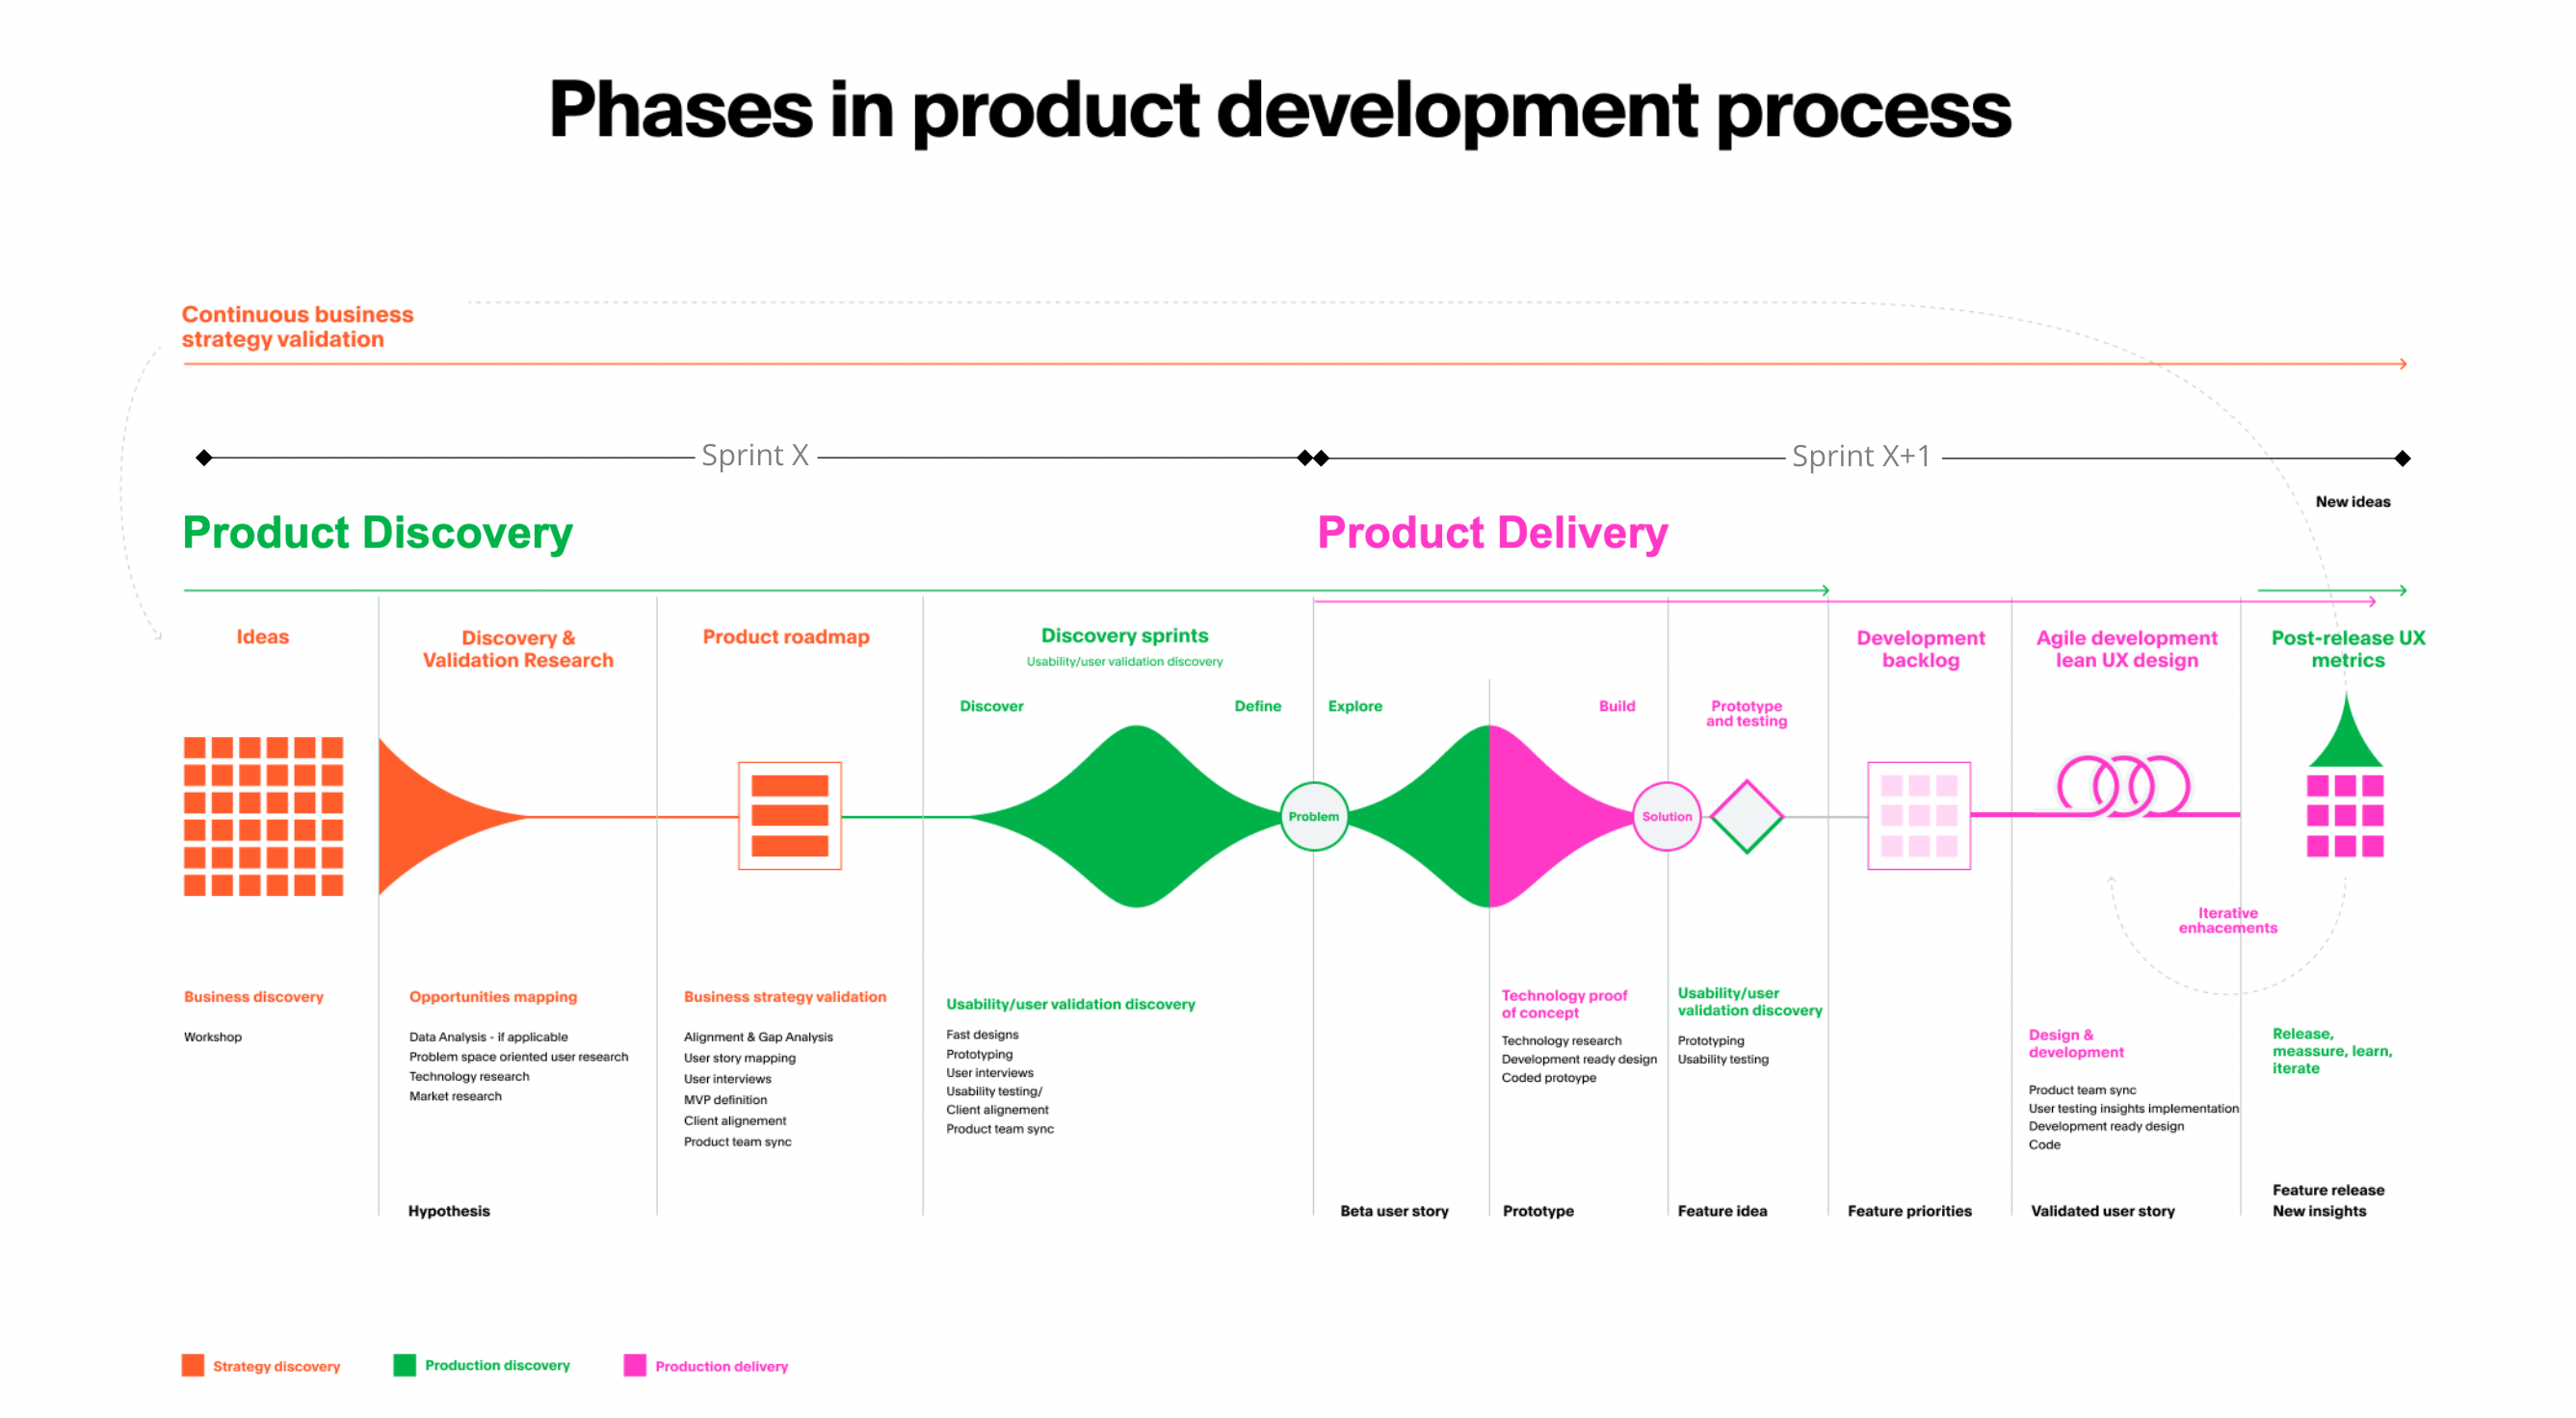 Phases in product development process
Continuous business
strategy validation
Sprint X
Sprint X+1
New ideas
Product Discovery
Product Delivery
Ideas
Discovery &
Validation Research
Product roadmap
Discovery sprints
Usability/user validation discovery
Development
backlog
Agile development
lean UX design
Post-release UX
metrics
Discover
Define
Explore
Build
Prototype
and testing
Problem
Solution
Iterative
enhacements
Business discovery
Workshop
Opportunities mapping
Data Analysis - if applicable
Problem space oriented user research
Technology research
Market research
Business strategy validation
Alignment & Gap Analysis
User story mapping
User interviews
MVP definition
Client alignement
Product team sync
Usability/user validation discovery
Fast designs
Prototyping
User interviews
Usability testing/
Client alignement
Product team sync
Technology proof
of concept
Technology research
Development ready design
Coded protoype
Usability/user
validation discovery
Prototyping
Usability testing
Design &
development
Product team sync
User testing insights implementation
Development ready design
Code
Release,
meassure, learn,
iterate
Hypothesis
Beta user story
Prototype
Feature idea
Feature priorities
Validated user story
Feature release
New insights
Strategy discovery
Production discovery
Production delivery